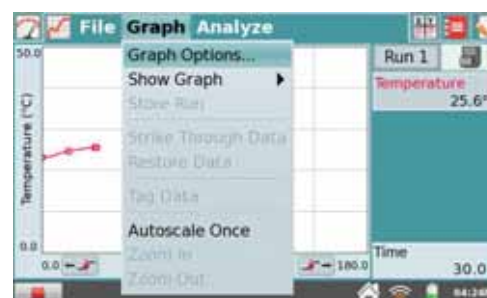 File Graph Analyze
50.0
Graph Options...
Show Graph
Store Run
Strike Through Data
Restore Data
Tag Data
Autoscale Once
Zoom In
Zoom Out
Temperature (°C)
0.0
0.0
180.0
Run 1
Temperature
25.6°
Time
30.0